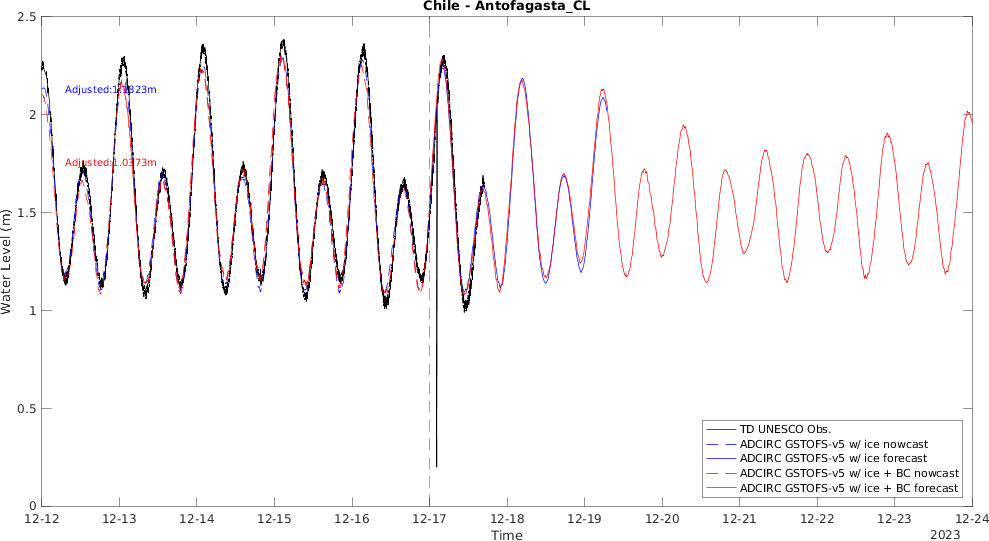 Chile - Antofagasta_CL
2.5
2
1.5
1
0.5
0
Water Level (m)
Adjusted:1.1823m
Adjusted:1.0373m
TD UNESCO Obs.
ADCIRC GSTOFS-v5 w/ ice nowcast
ADCIRC GSTOFS-v5 w/ ice forecast
ADCIRC GSTOFS-v5 w/ ice + BC nowcast
ADCIRC GSTOFS-v5 w/ ice + BC forecast
12-12 12-13 12-14 12-15 12-16 12-17 12-18 12-19 12-20 12-21 12-22 12-23 12-24
Time
2023